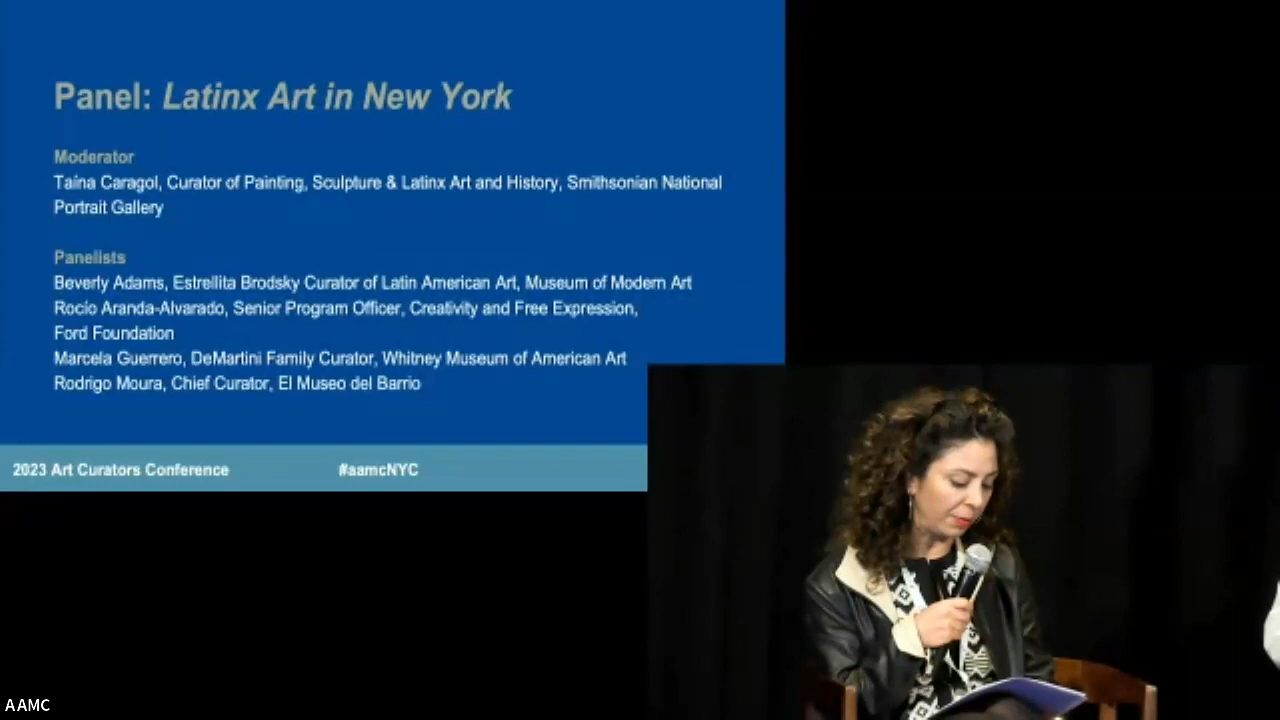 Panel: Latinx Art in New York
Moderator
Taína Caragol, Curator of Painting, Sculpture & Latinx Art and History, Smithsonian National
Portrait Gallery
Panelists
Beverly Adams, Estrellita Brodsky Curator of Latin American Art, Museum of Modern Art
Rocío Aranda-Alvarado, Senior Program Officer, Creativity and Free Expression,
Ford Foundation
Marcela Guerrero, DeMartini Family Curator, Whitney Museum of American Art
Rodrigo Moura, Chief Curator, El Museo del Barrio
2023 Art Curators Conference #aamcNYC
AAMC